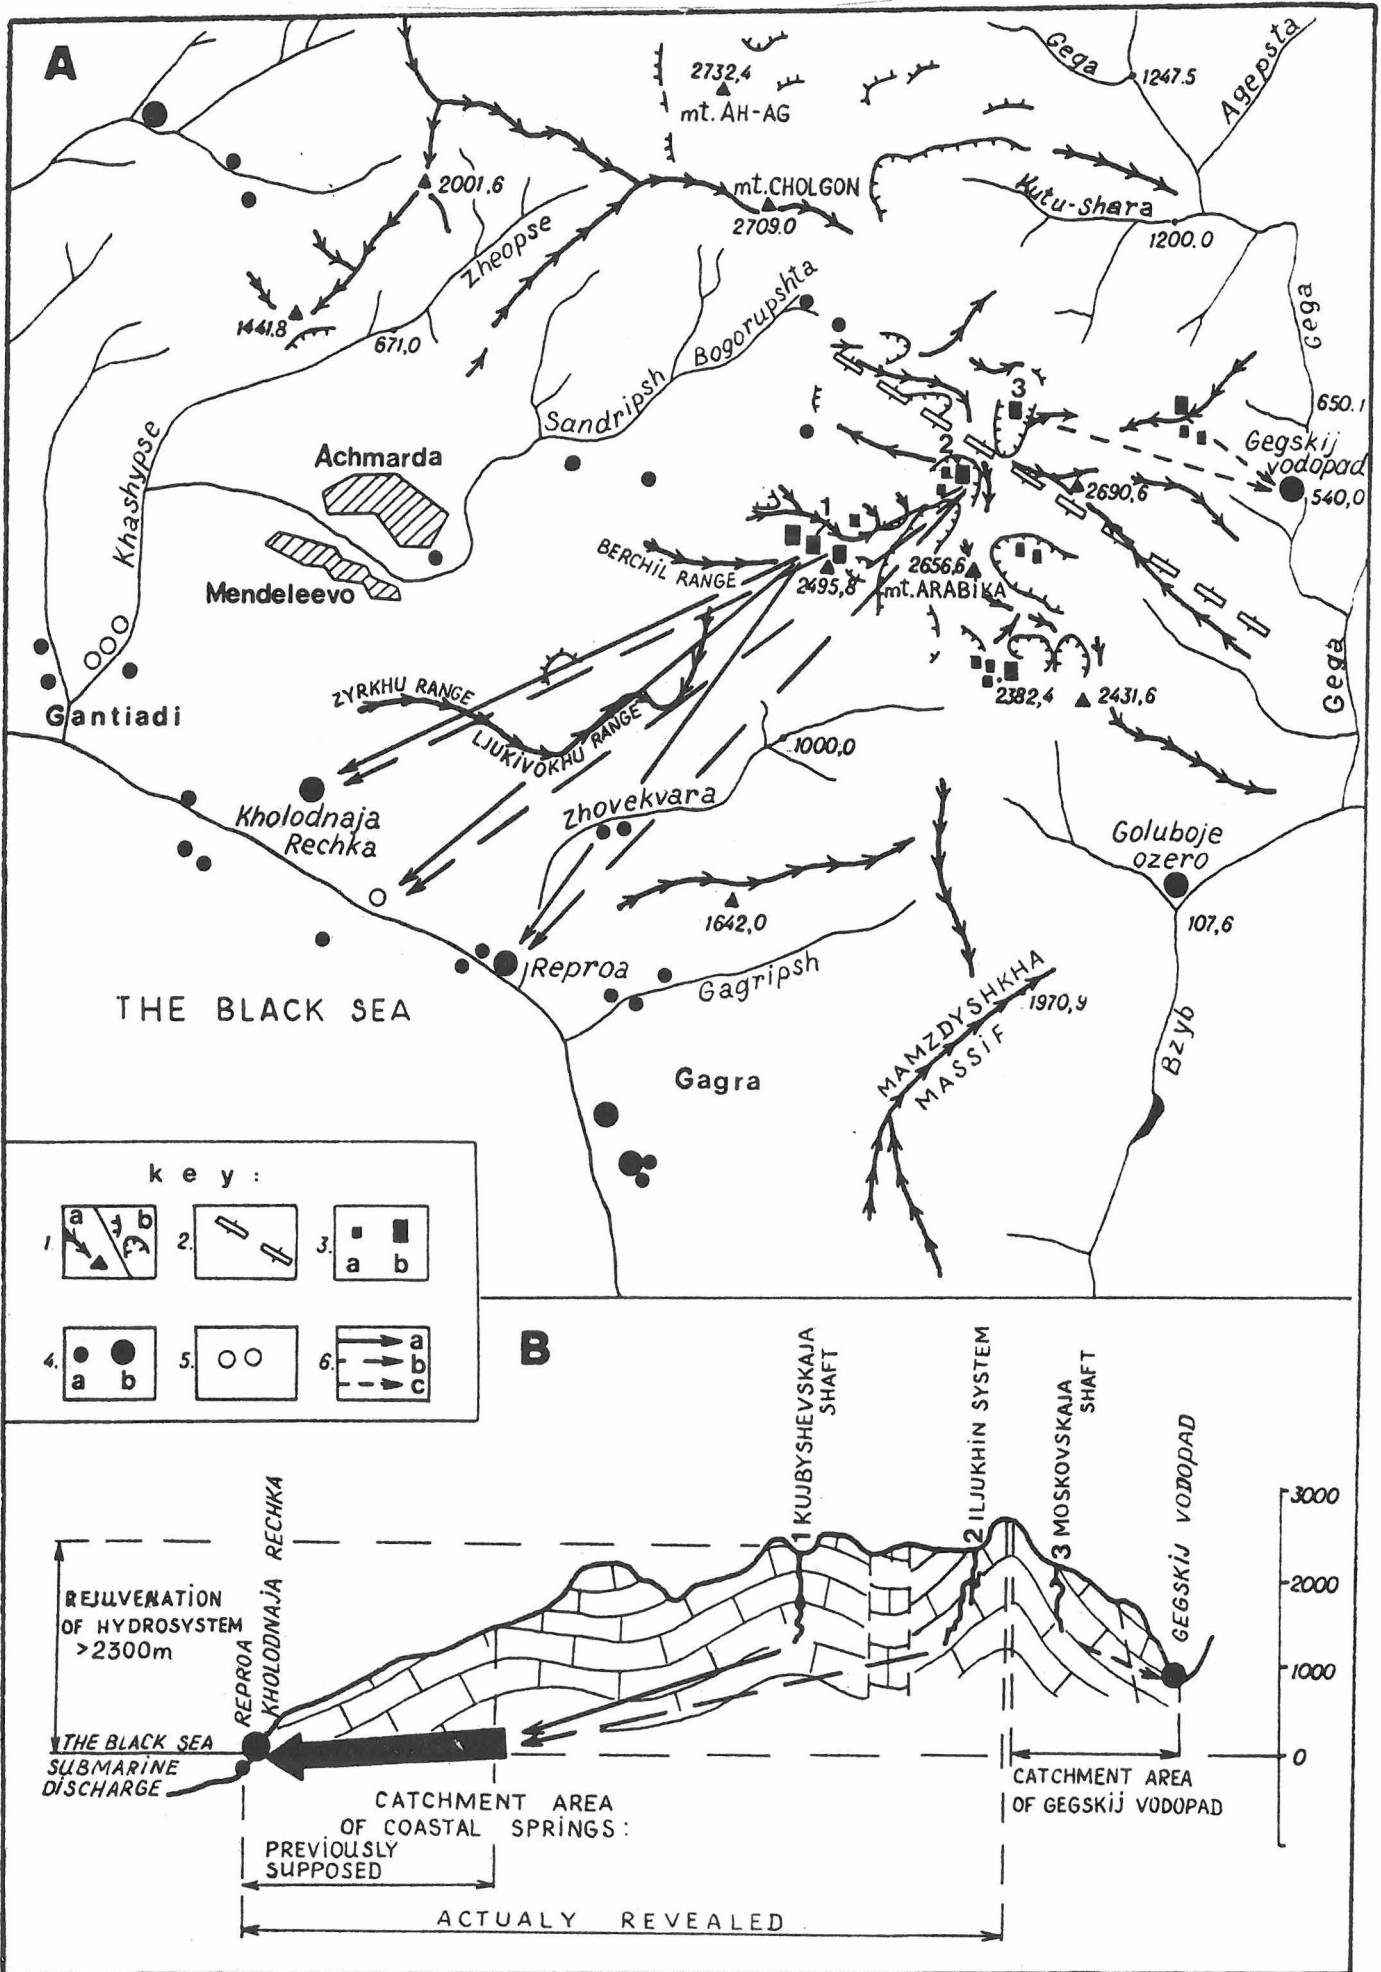 A
2732,4
mt. AH-AG
Gega
1247.5
Agepsta
2001,6
mt.CHOLGON
2709.0
Kutu-shara
1200.0
Zheopse
1441.8
671,0
Bogorupshta
Gega
Sandripsh
3
650.1
Khashypse
Achmarda
2
Gegskij
vodopad
540,0
2690,6
1
BERCHIL RANGE
2495,8
2656,6
mt.ARABiKA
Mendeleevo
Gega
ZYRKHU RANGE
2382,4
2431,6
Gantiadi
LJUKIVOKHU RANGE
1000,0
Zhovekvara
Kholodnaja
Rechka
Goluboje
ozero
107,6
1642,0
Reproa
Gagripsh
THE BLACK SEA
MAMZDYSHKHA
MASSiF
1970,9
Bzyb
Gagra
key:
1. a b
2.
3. a b
4. a b
5.
6. a
b
c
B
1 KUJBYSHEVSKAJA
SHAFT
2 ILJUKHiN SYSTEM
3 MOSKOVSKAJA
SHAFT
GEGSKiJ VODOPAD
REPROA
KHOLODNAJA RECHKA
3000
2000
1000
0
REJUVENATiON
OF HYDROSYSTEM
>2300m
THE BLACK SEA
SUBMARiNE
DiSCHARGE
CATCHMENT AREA
OF GEGSKiJ VODOPAD
CATCHMENT AREA
OF COASTAL SPRiNGS:
PREViOUSLY
SUPPOSED
ACTUALY REVEALED